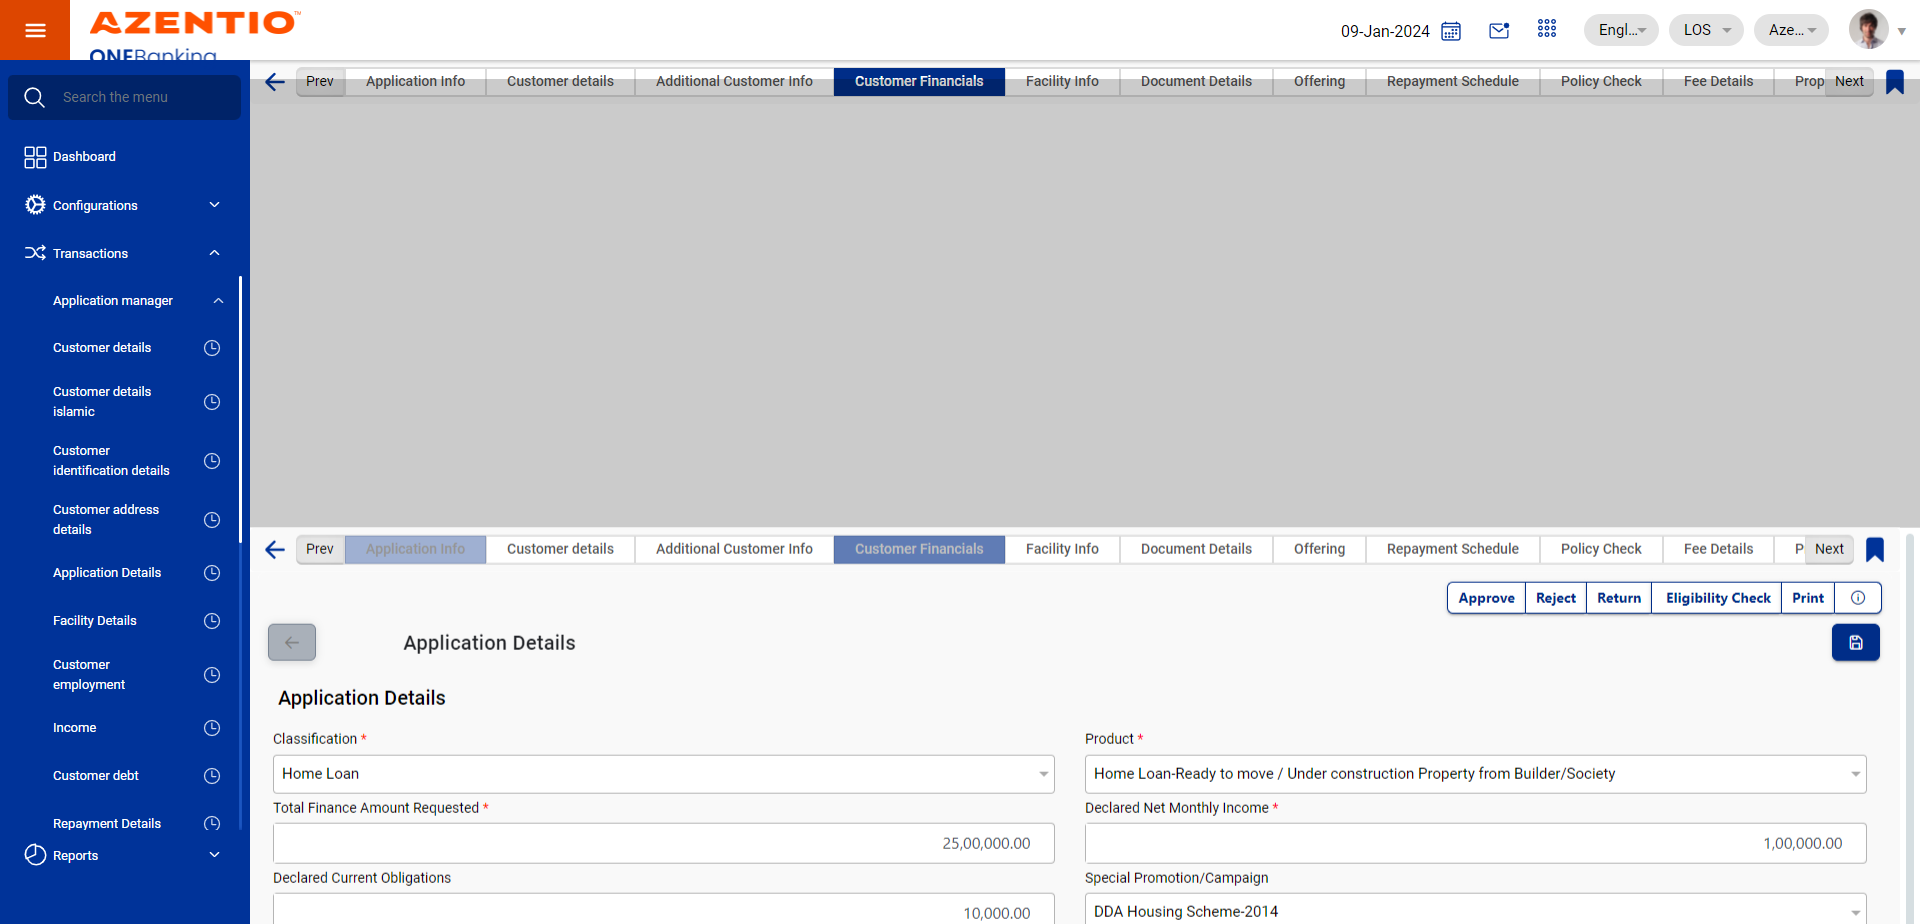 AZENTIO™
ONEBanking
09-Jan-2024
Engl...
LOS
Aze...
Search the menu
Dashboard
Configurations
Transactions
Application manager
Customer details
Customer details
islamic
Customer
identification details
Customer address
details
Application Details
Facility Details
Customer
employment
Income
Customer debt
Repayment Details
Reports
Prev Application Info Customer details Additional Customer Info Customer Financials Facility Info Document Details Offering Repayment Schedule Policy Check Fee Details Prop Next
Prev Application Info Customer details Additional Customer Info Customer Financials Facility Info Document Details Offering Repayment Schedule Policy Check Fee Details P Next
Approve Reject Return Eligibility Check Print
Application Details
Application Details
Classification * Product *
Home Loan Home Loan-Ready to move / Under construction Property from Builder/Society
Total Finance Amount Requested * Declared Net Monthly Income *
25,00,000.00 1,00,000.00
Declared Current Obligations Special Promotion/Campaign
10,000.00 DDA Housing Scheme-2014